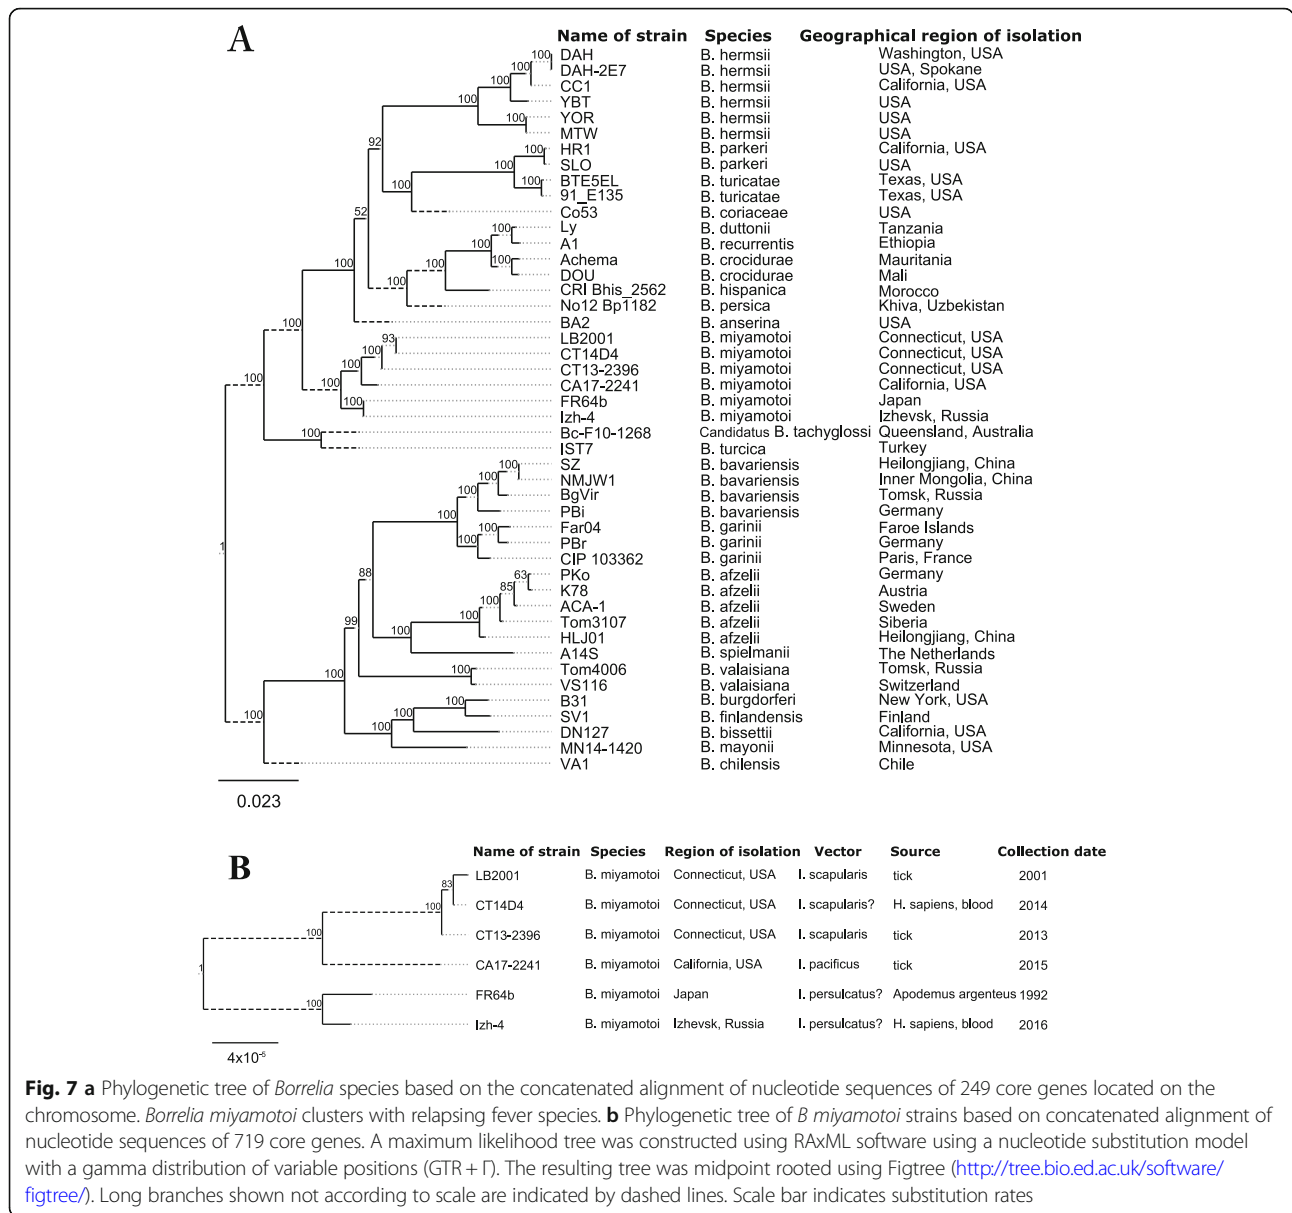 A
Name of strain Species Geographical region of isolation
DAH B. hermsii Washington, USA
DAH-2E7 B. hermsii USA, Spokane
CC1 B. hermsii California, USA
YBT B. hermsii USA
YOR B. hermsii USA
MTW B. hermsii USA
HR1 B. parkeri California, USA
SLO B. parkeri USA
BTE5EL B. turicatae Texas, USA
91_E135 B. turicatae Texas, USA
Co53 B. coriaceae USA
Ly B. duttonii Tanzania
A1 B. recurrentis Ethiopia
Achema B. crocidurae Mauritania
DOU B. crocidurae Mali
CRI Bhis_2562 B. hispanica Morocco
No12 Bp1182 B. persica Khiva, Uzbekistan
BA2 B. anserina USA
LB2001 B. miyamotoi Connecticut, USA
CT14D4 B. miyamotoi Connecticut, USA
CT13-2396 B. miyamotoi Connecticut, USA
CA17-2241 B. miyamotoi California, USA
FR64b B. miyamotoi Japan
Izh-4 B. miyamotoi Izhevsk, Russia
Bc-F10-1268 Candidatus B. tachyglossi Queensland, Australia
IST7 B. turcica Turkey
SZ B. bavariensis Heilongjiang, China
NMJW1 B. bavariensis Inner Mongolia, China
BgVir B. bavariensis Tomsk, Russia
PBi B. bavariensis Germany
Far04 B. garinii Faroe Islands
PBr B. garinii Germany
CIP 103362 B. garinii Paris, France
PKo B. afzelii Germany
K78 B. afzelii Austria
ACA-1 B. afzelii Sweden
Tom3107 B. afzelii Siberia
HLJ01 B. afzelii Heilongjiang, China
A14S B. spielmanii The Netherlands
Tom4006 B. valaisiana Tomsk, Russia
VS116 B. valaisiana Switzerland
B31 B. burgdorferi New York, USA
SV1 B. finlandensis Finland
DN127 B. bissettii California, USA
MN14-1420 B. mayonii Minnesota, USA
VA1 B. chilensis Chile
100
100
100
100
100
92
100
100
100
52
100
100
100
100
100
100
100
93
100
100
100
100
100
100
1
100
100
100
100
100
100
100
88
63
85
100
100
100
99
100
100
100
100
100
100
0.023
B
Name of strain Species Region of isolation Vector Source Collection date
LB2001 B. miyamotoi Connecticut, USA I. scapularis tick 2001
CT14D4 B. miyamotoi Connecticut, USA I. scapularis? H. sapiens, blood 2014
CT13-2396 B. miyamotoi Connecticut, USA I. scapularis tick 2013
CA17-2241 B. miyamotoi California, USA I. pacificus tick 2015
FR64b B. miyamotoi Japan I. persulcatus? Apodemus argenteus 1992
Izh-4 B. miyamotoi Izhevsk, Russia I. persulcatus? H. sapiens, blood 2016
83
100
100
1
100
4x10⁻⁵
Fig. 7 a Phylogenetic tree of Borrelia species based on the concatenated alignment of nucleotide sequences of 249 core genes located on the
chromosome. Borrelia miyamotoi clusters with relapsing fever species. b Phylogenetic tree of B miyamotoi strains based on concatenated alignment of
nucleotide sequences of 719 core genes. A maximum likelihood tree was constructed using RAxML software using a nucleotide substitution model
with a gamma distribution of variable positions (GTR + Γ). The resulting tree was midpoint rooted using Figtree (http://tree.bio.ed.ac.uk/software/
figtree/). Long branches shown not according to scale are indicated by dashed lines. Scale bar indicates substitution rates